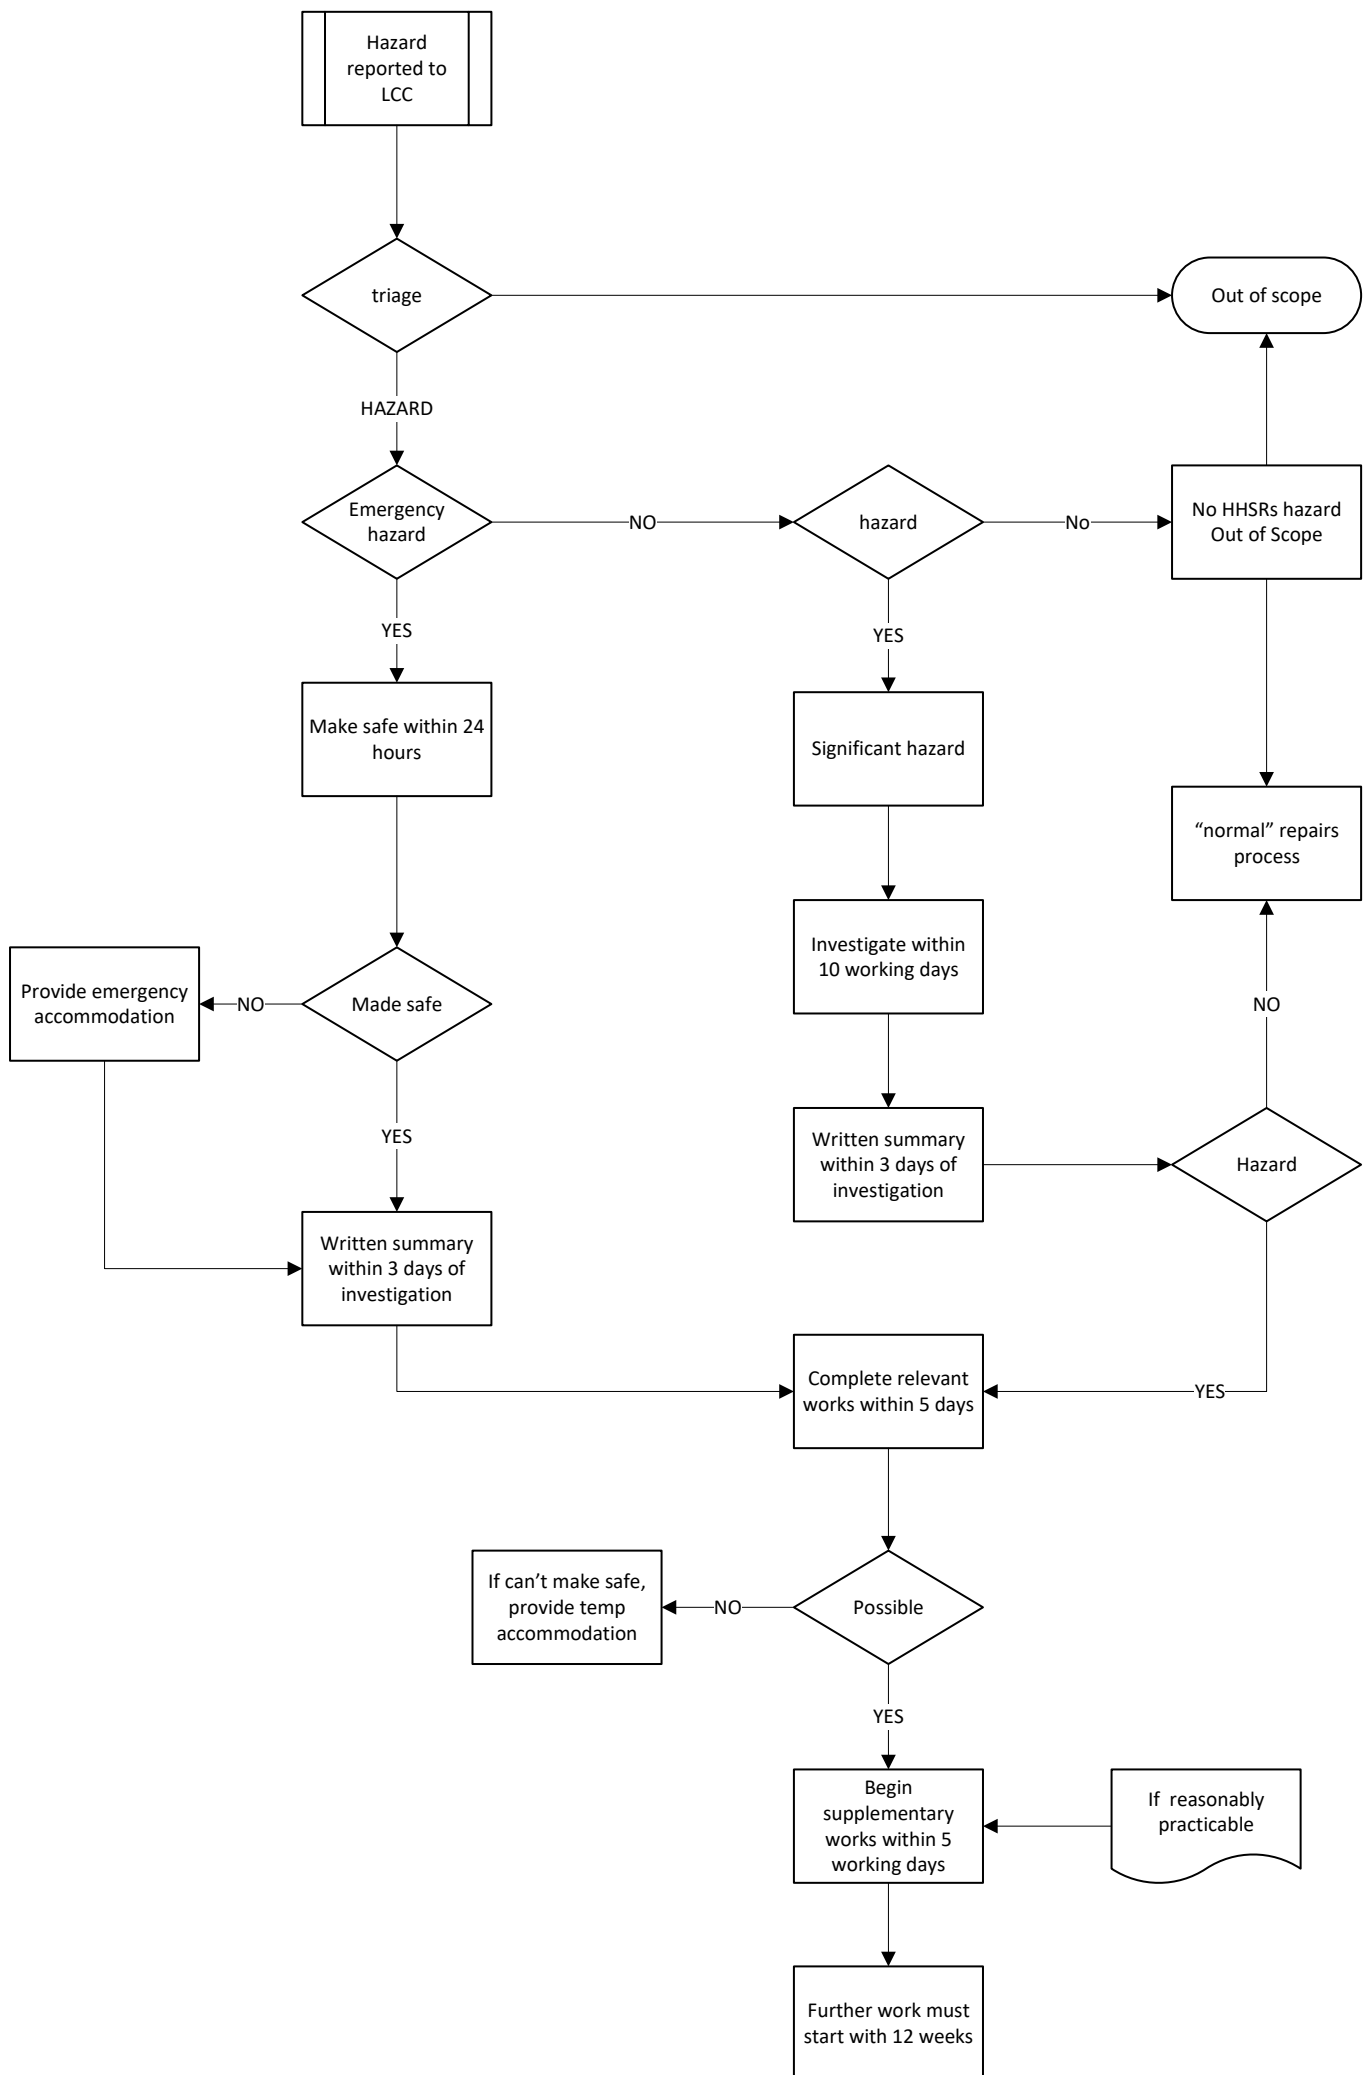 Hazard
reported to
LCC
triage
Out of scope
HAZARD
Emergency
hazard
NO
hazard
No
No HHSRs hazard
Out of Scope
YES
YES
Make safe within 24
hours
Significant hazard
“normal” repairs
process
Investigate within
10 working days
Provide emergency
accommodation
NO
Made safe
NO
YES
Written summary
within 3 days of
investigation
Hazard
Written summary
within 3 days of
investigation
Complete relevant
works within 5 days
YES
If can’t make safe,
provide temp
accommodation
NO
Possible
YES
Begin
supplementary
works within 5
working days
If reasonably
practicable
Further work must
start with 12 weeks